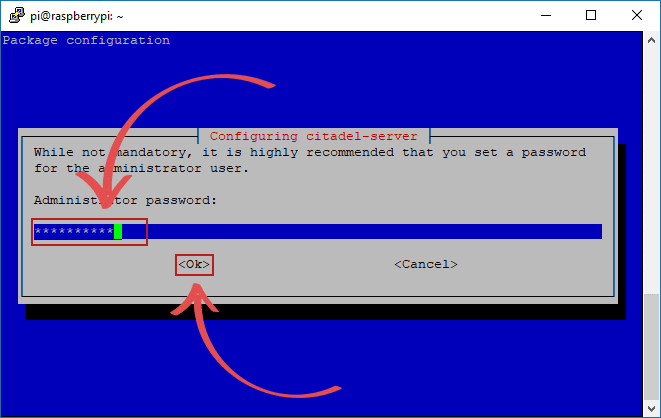 pi@raspberrypi: ~
Package configuration
Configuring citadel-server
While not mandatory, it is highly recommended that you set a password
for the administrator user.
Administrator password:
**********
<Ok> <Cancel>